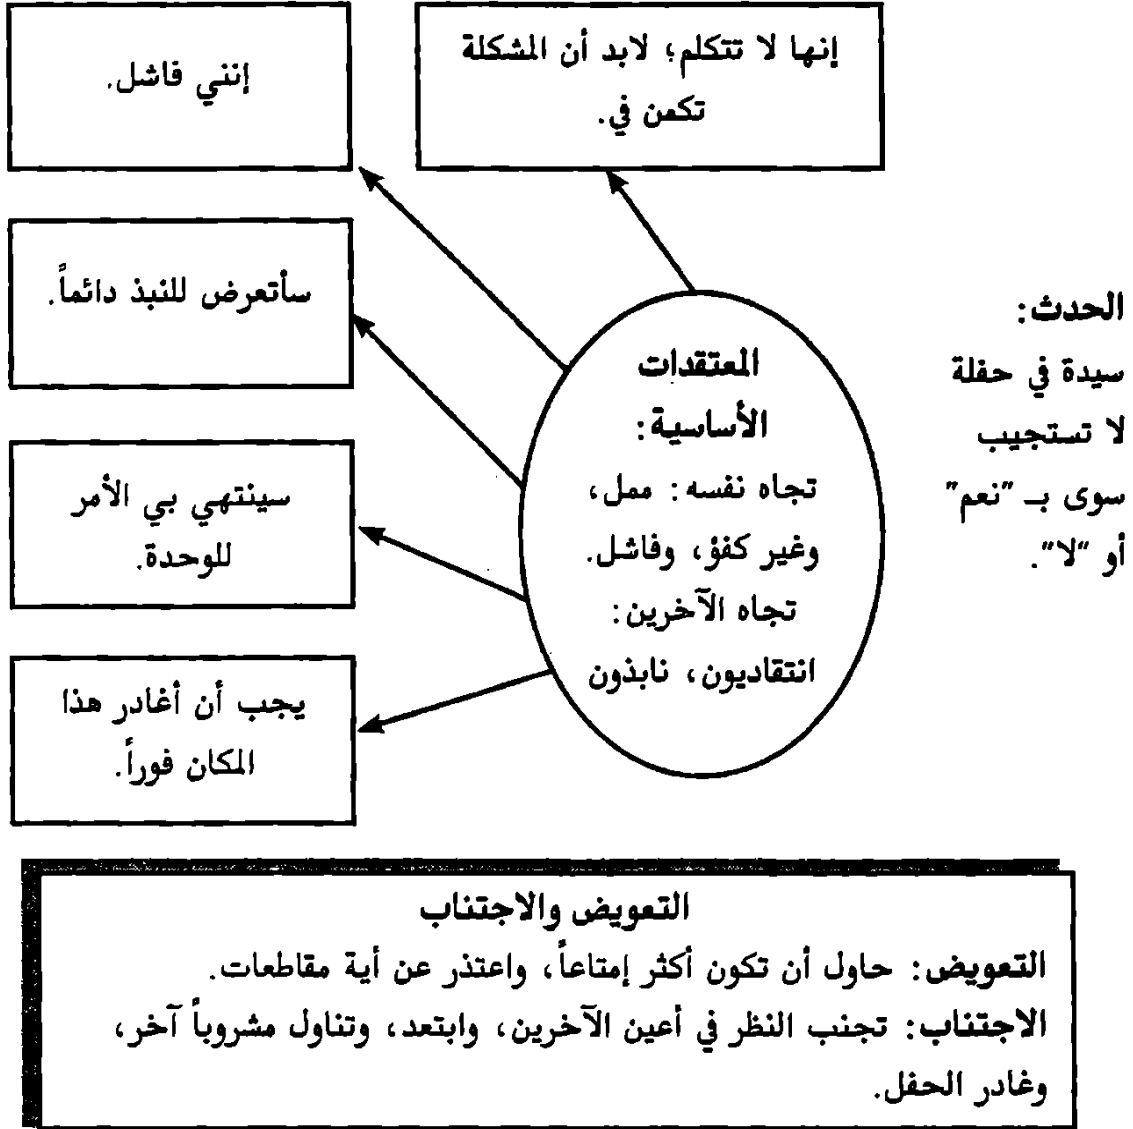 إنها لا تتكلم؛ لابد أن المشكلة
تكمن في.
إنني فاشل.
سأتعرض للنبذ دائماً.
سينتهي بي الأمر
للوحدة.
يجب أن أغادر هذا
المكان فوراً.
الحدث:
سيدة في حفلة
لا تستجيب
سوى بـ "نعم"
أو "لا".
المعتقدات
الأساسية:
تجاه نفسه: ممل،
وغير كفؤ، وفاشل.
تجاه الآخرين:
انتقاديون، نابذون
التعويض والاجتناب
التعويض: حاول أن تكون أكثر إمتاعاً، واعتذر عن أية مقاطعات.
الاجتناب: تجنب النظر في أعين الآخرين، وابتعد، وتناول مشروباً آخر،
وغادر الحفل.